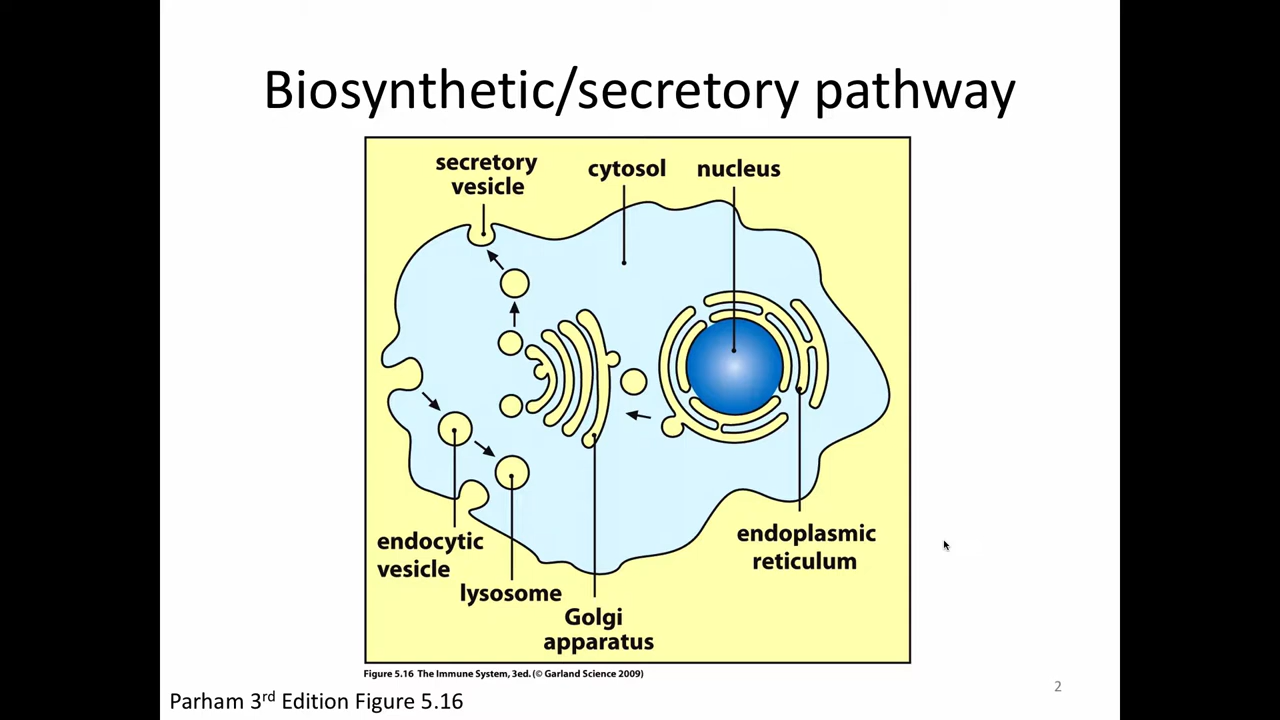 Biosynthetic/secretory pathway
secretory
vesicle
cytosol
nucleus
endocytic
vesicle
lysosome
Golgi
apparatus
endoplasmic
reticulum
Figure 5.16 The Immune System, 3ed. (© Garland Science 2009)
Parham 3rd Edition Figure 5.16
2